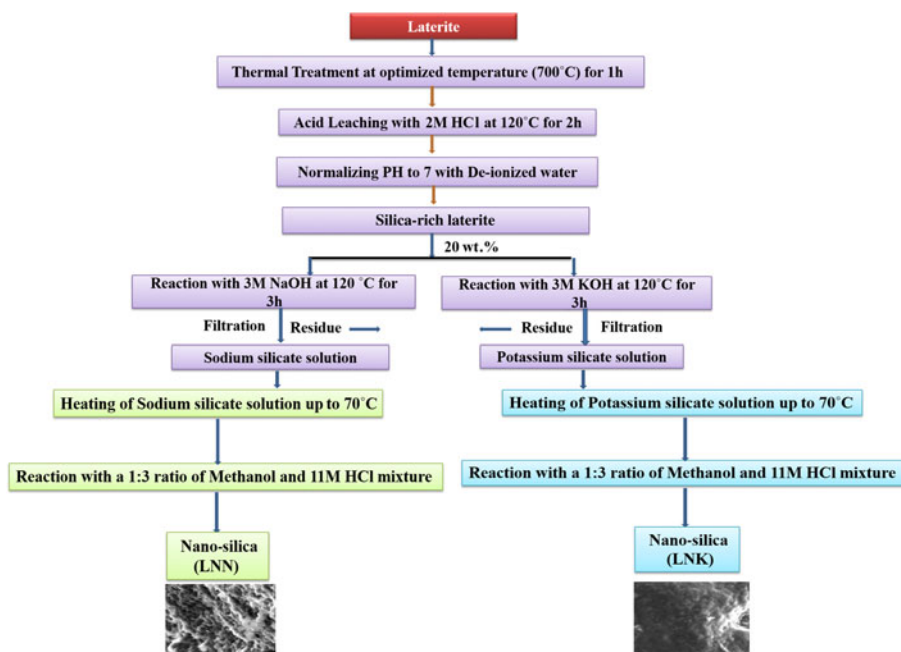 Laterite
Thermal Treatment at optimized temperature (700°C) for 1h
Acid Leaching with 2M HCl at 120°C for 2h
Normalizing PH to 7 with De-ionized water
Silica-rich laterite
20 wt.%
Reaction with 3M NaOH at 120 °C for
3h
Reaction with 3M KOH at 120°C for
3h
Filtration
Residue
Residue
Filtration
Sodium silicate solution
Potassium silicate solution
Heating of Sodium silicate solution up to 70°C
Heating of Potassium silicate solution up to 70°C
Reaction with a 1:3 ratio of Methanol and 11M HCl mixture
Reaction with a 1:3 ratio of Methanol and 11M HCl mixture
Nano-silica
(LNN)
Nano-silica
(LNK)